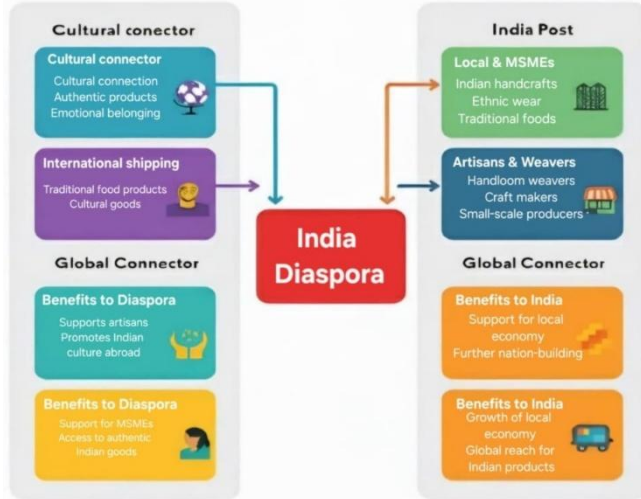 Cultural conector
Cultural connector
Cultural connection
Authentic products
Emotional belonging
International shipping
Traditional food products
Cultural goods
Global Connector
Benefits to Diaspora
Supports artisans
Promotes Indian
culture abroad
Benefits to Diaspora
Support for MSMEs
Access to authentic
Indian goods
India
Diaspora
India Post
Local & MSMEs
Indian handcrafts
Ethnic wear
Traditional foods
Artisans & Weavers
Handloom weavers
Craft makers
Small-scale producers
Global Connector
Benefits to India
Support for local
economy
Further nation-building
Benefits to India
Growth of local
economy
Global reach for
Indian products